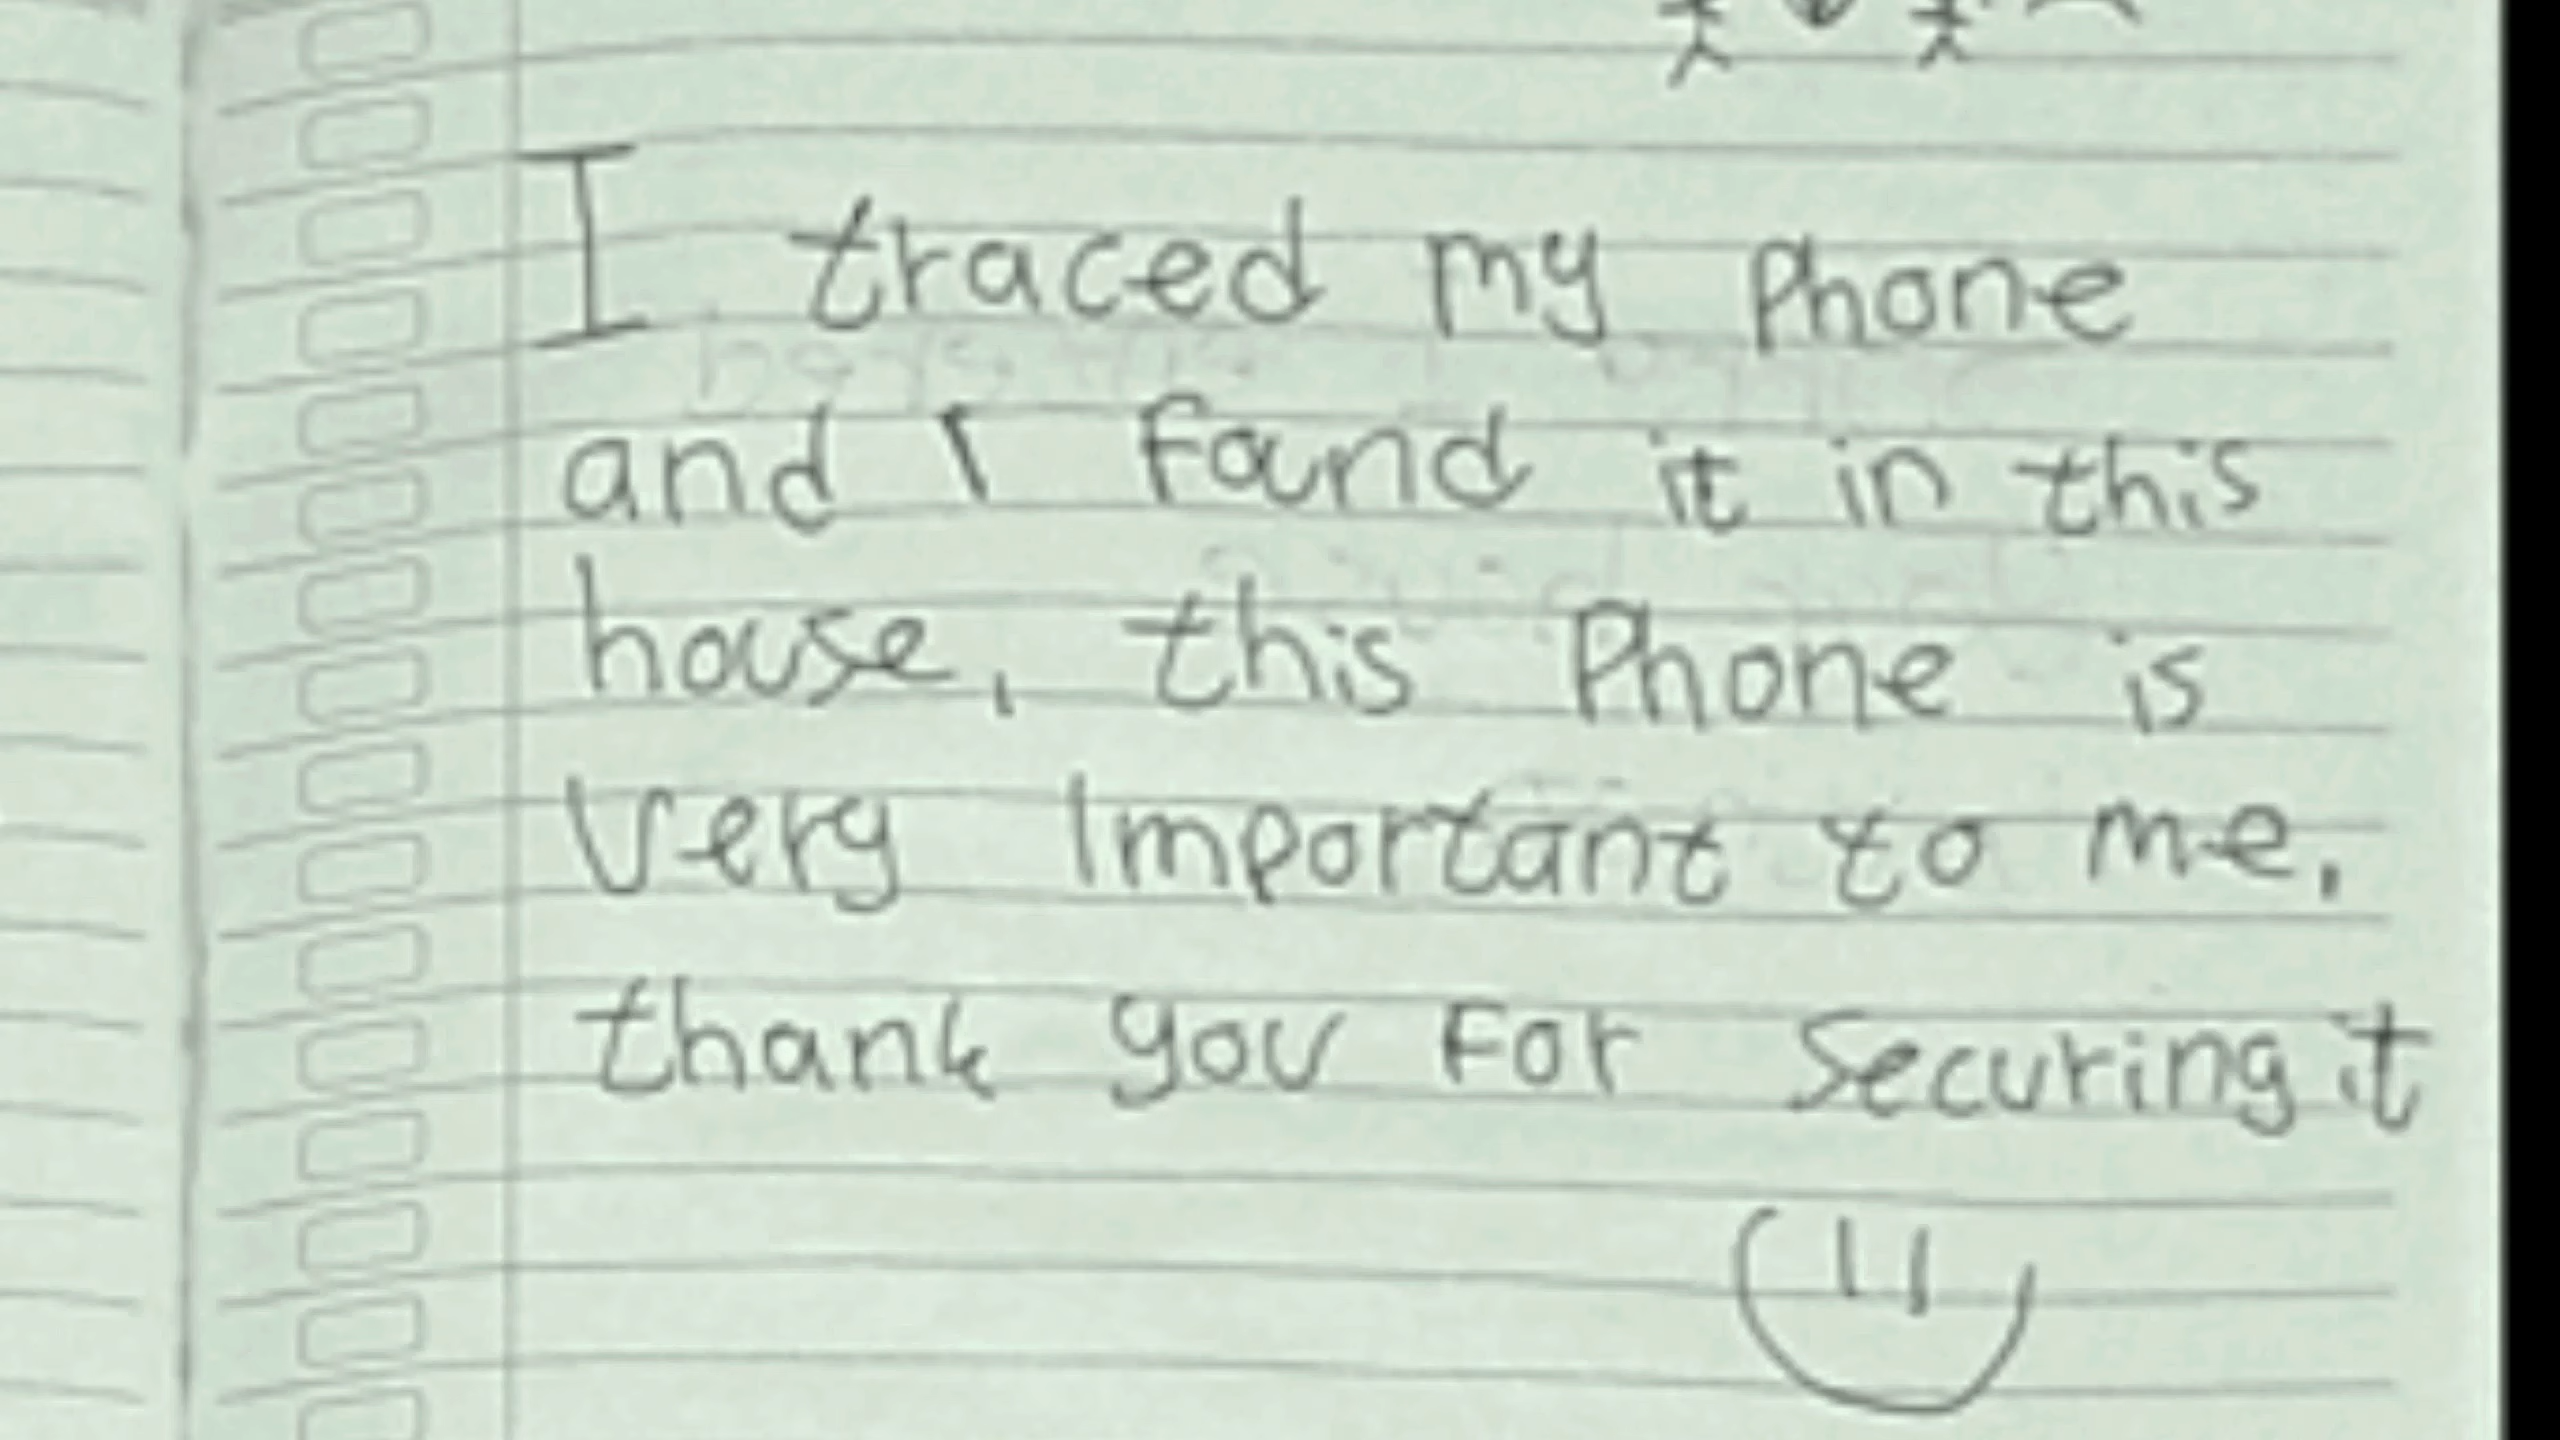 I traced my Phone
and I found it in this
house, this Phone is
Very Important to me.
thank you For Securing it